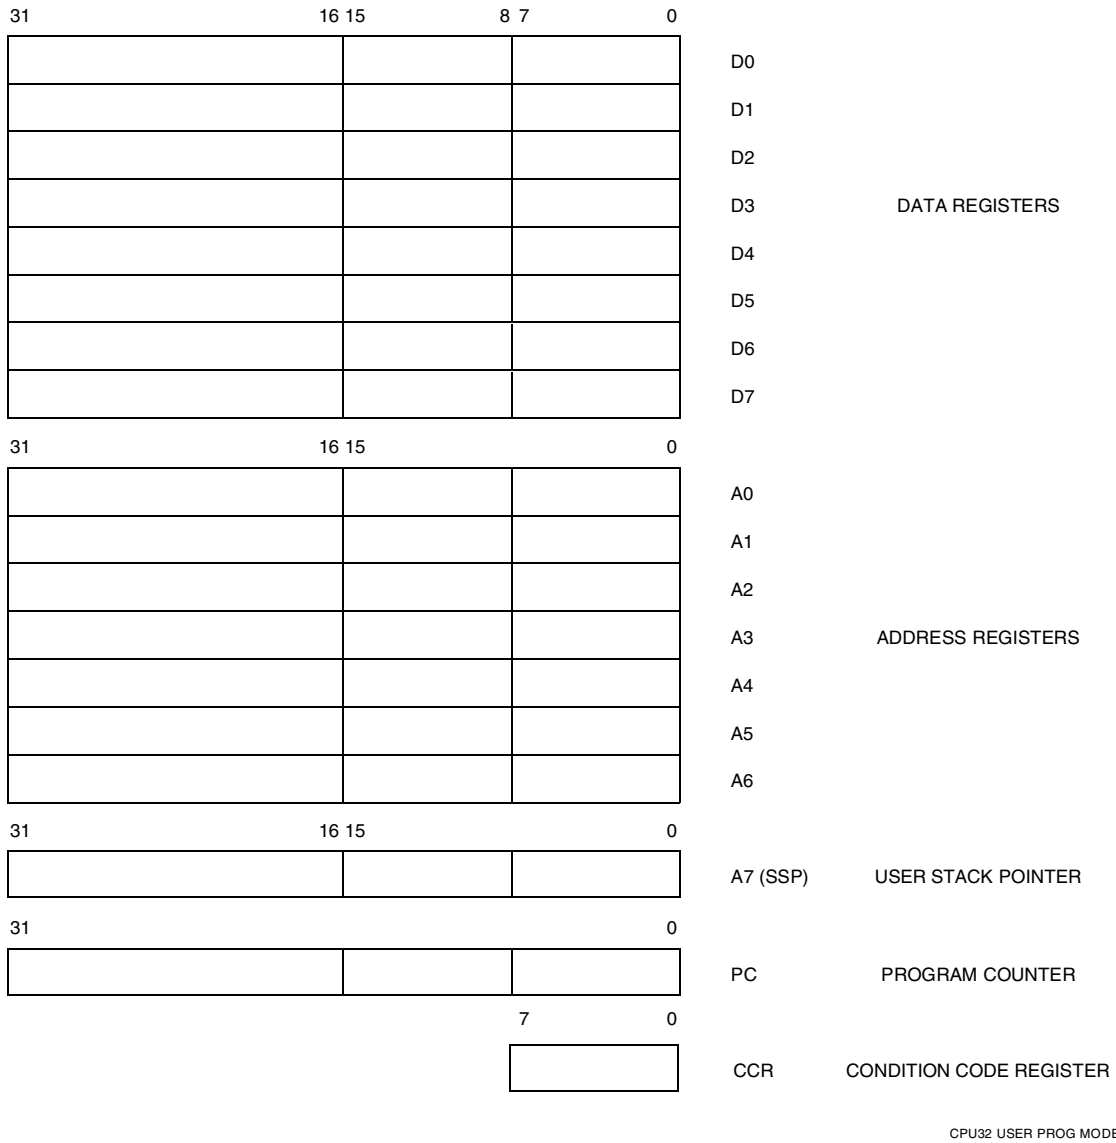 31 16 15 8 7 0
D0
D1
D2
D3 DATA REGISTERS
D4
D5
D6
D7
31 16 15 0
A0
A1
A2
A3 ADDRESS REGISTERS
A4
A5
A6
31 16 15 0
A7 (SSP) USER STACK POINTER
31 0
PC PROGRAM COUNTER
7 0
CCR CONDITION CODE REGISTER
CPU32 USER PROG MODE